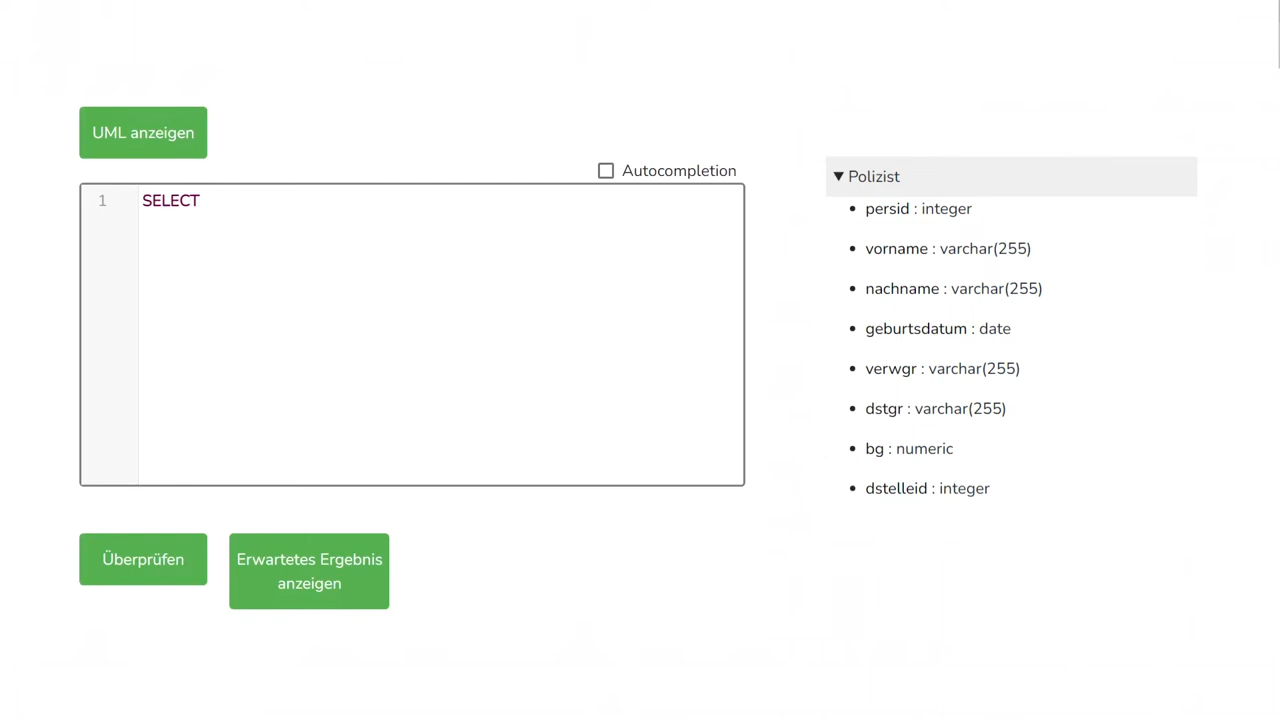 UML anzeigen
Autocompletion
1 SELECT
Überprüfen
Erwartetes Ergebnis
anzeigen
▼ Polizist
• persid : integer
• vorname : varchar(255)
• nachname : varchar(255)
• geburtsdatum : date
• verwgr : varchar(255)
• dstgr : varchar(255)
• bg : numeric
• dstelleid : integer